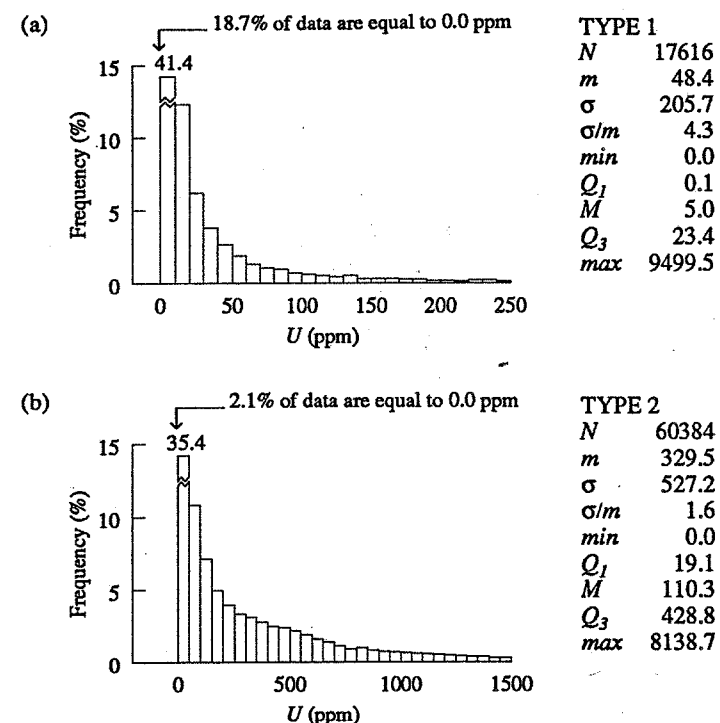 (a)
18.7% of data are equal to 0.0 ppm
41.4
15
10
5
0
Frequency (%)
0 50 100 150 200 250
U (ppm)
TYPE 1
N 17616
m 48.4
σ 205.7
σ/m 4.3
min 0.0
Q1 0.1
M 5.0
Q3 23.4
max 9499.5
(b)
2.1% of data are equal to 0.0 ppm
35.4
15
10
5
0
Frequency (%)
0 500 1000 1500
U (ppm)
TYPE 2
N 60384
m 329.5
σ 527.2
σ/m 1.6
min 0.0
Q1 19.1
M 110.3
Q3 428.8
max 8138.7